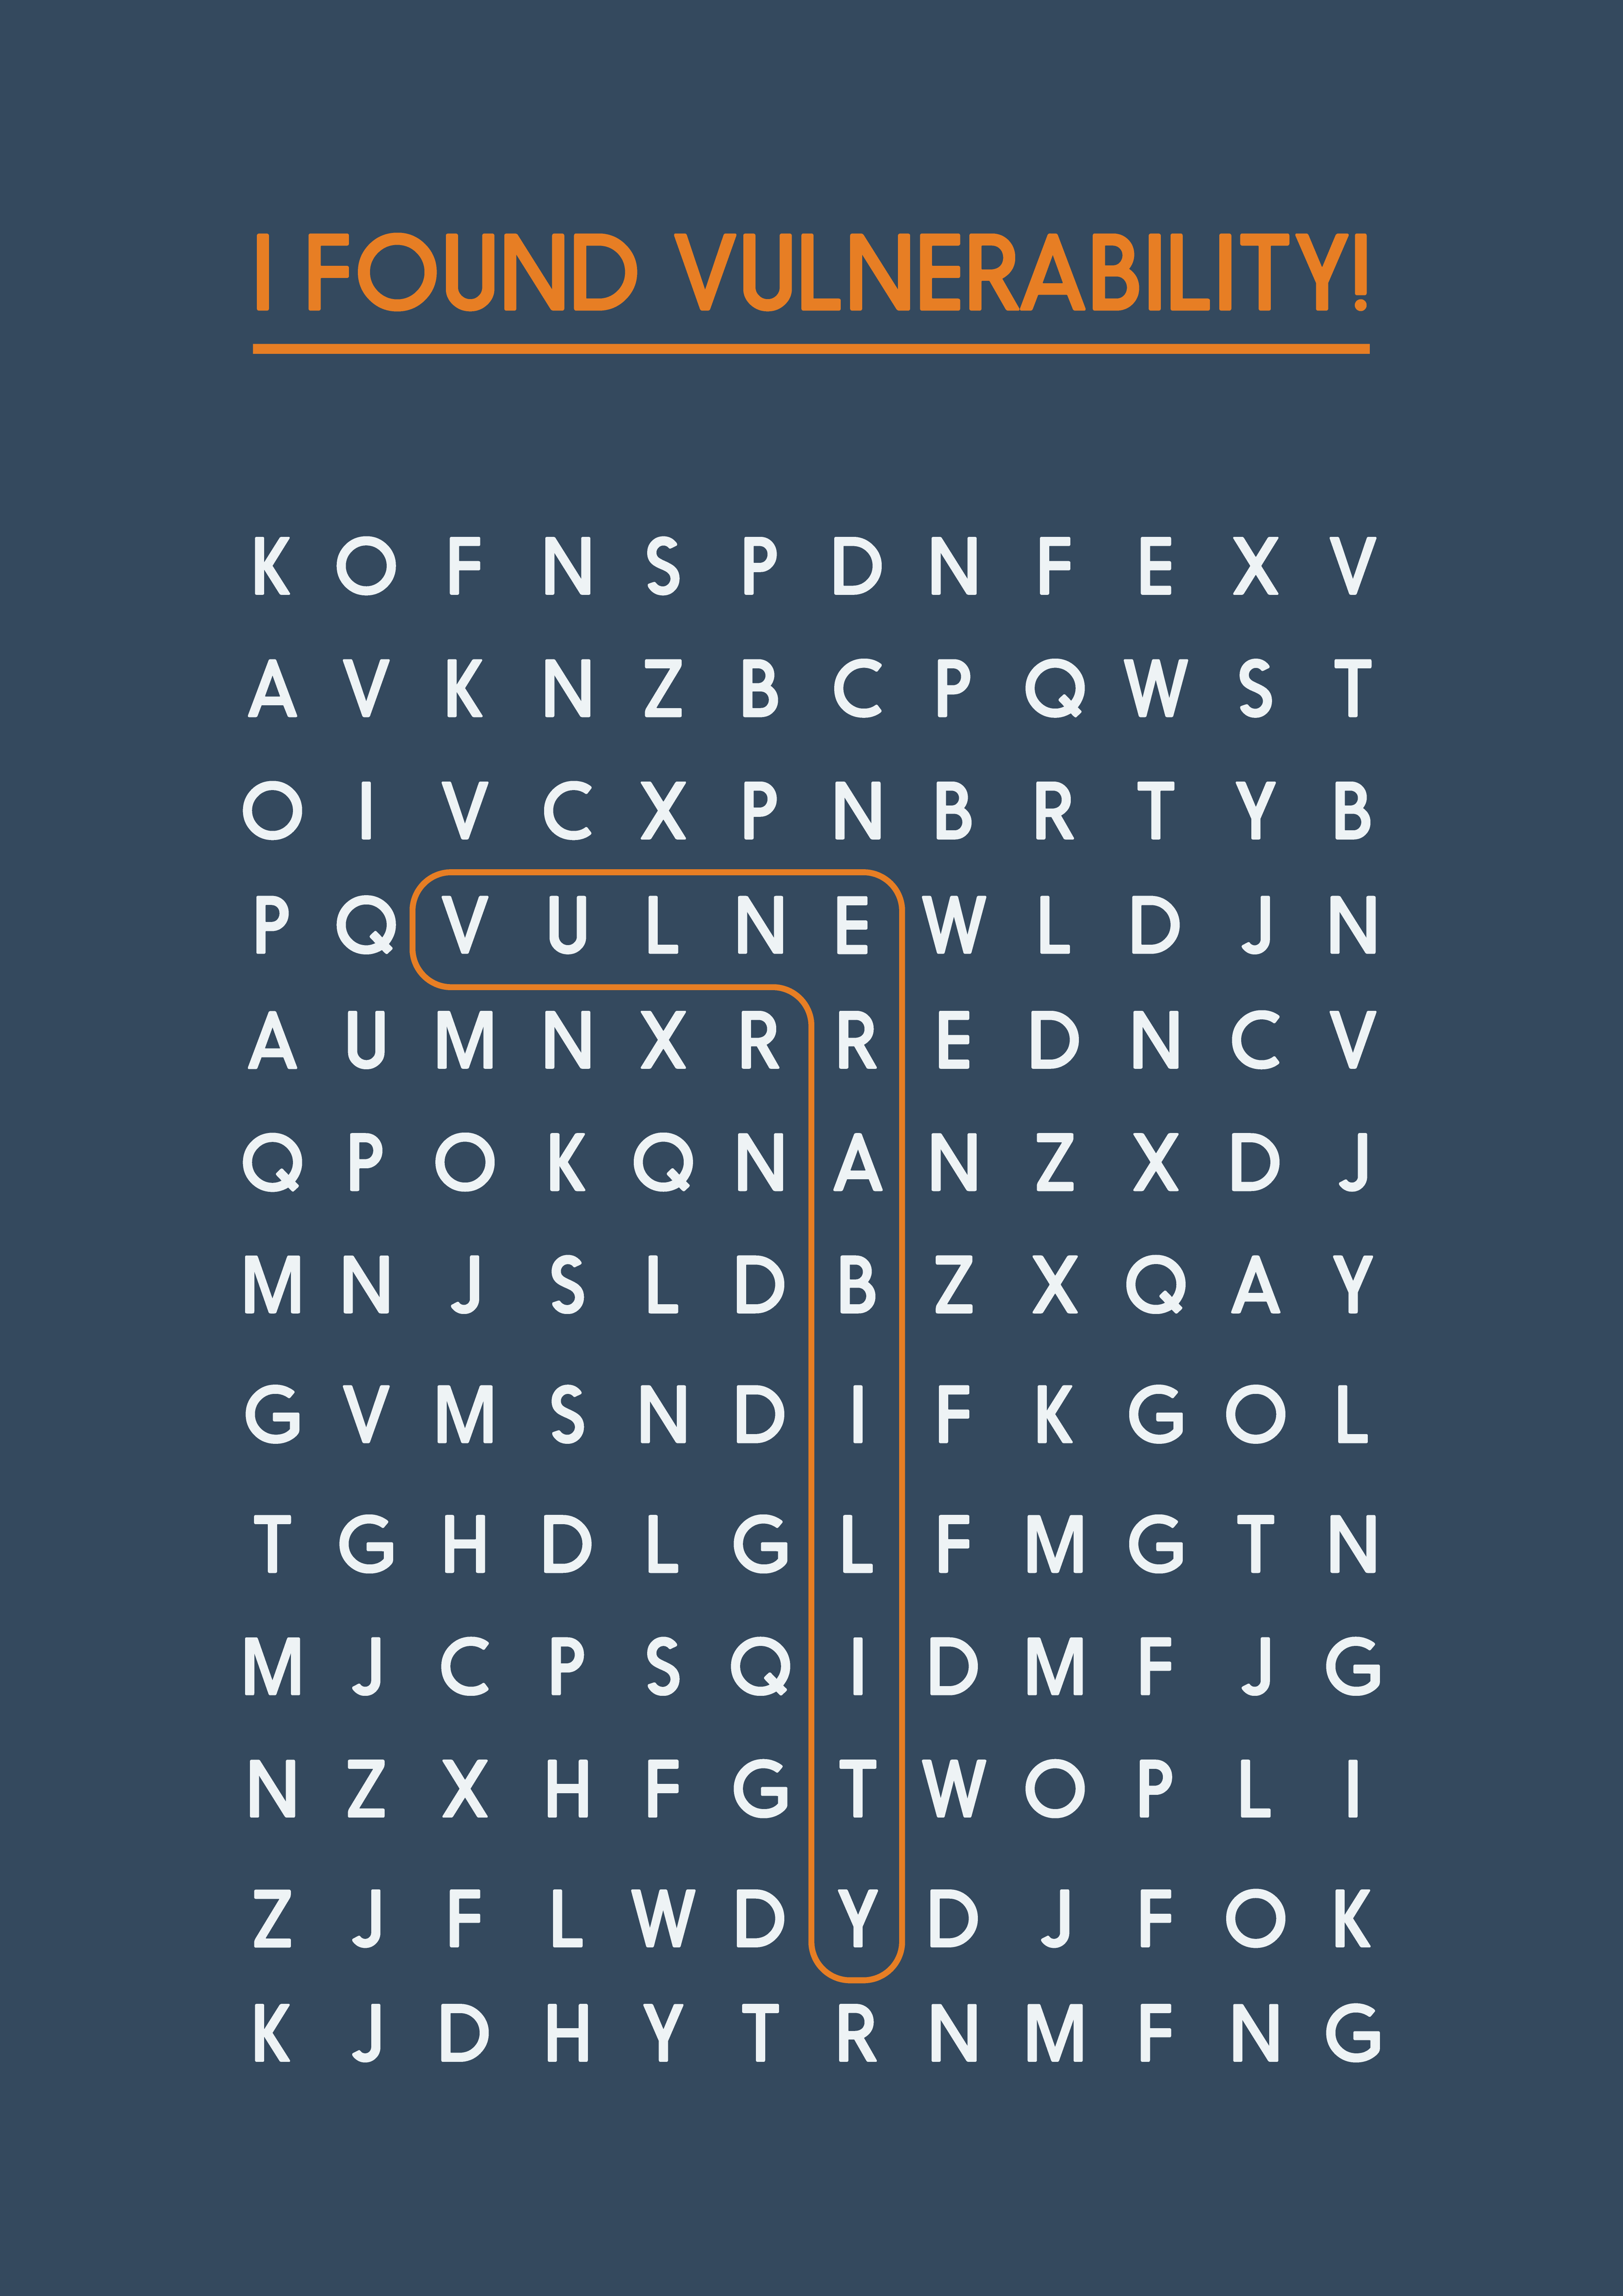 I FOUND VULNERABILITY!
K O F N S P D N F E X V
A V K N Z B C P Q W S T
O I V C X P N B R T Y B
P Q V U L N E W L D J N
A U M N X R R E D N C V
Q P O K Q N A N Z X D J
M N J S L D B Z X Q A Y
G V M S N D I F K G O L
T G H D L G L F M G T N
M J C P S Q I D M F J G
N Z X H F G T W O P L I
Z J F L W D Y D J F O K
K J D H Y T R N M F N G